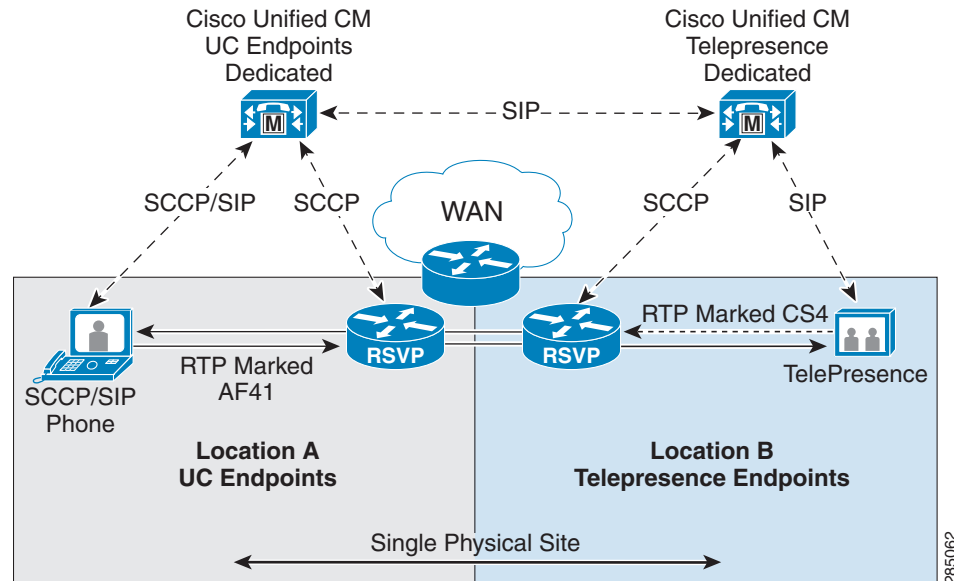 Cisco Unified CM
UC Endpoints
Dedicated
Cisco Unified CM
Telepresence
Dedicated
M
SIP
M
SCCP/SIP
SCCP
WAN
SCCP
SIP
RTP Marked CS4
RSVP
RSVP
RTP Marked
AF41
TelePresence
SCCP/SIP
Phone
Location A
UC Endpoints
Location B
Telepresence Endpoints
Single Physical Site
285062